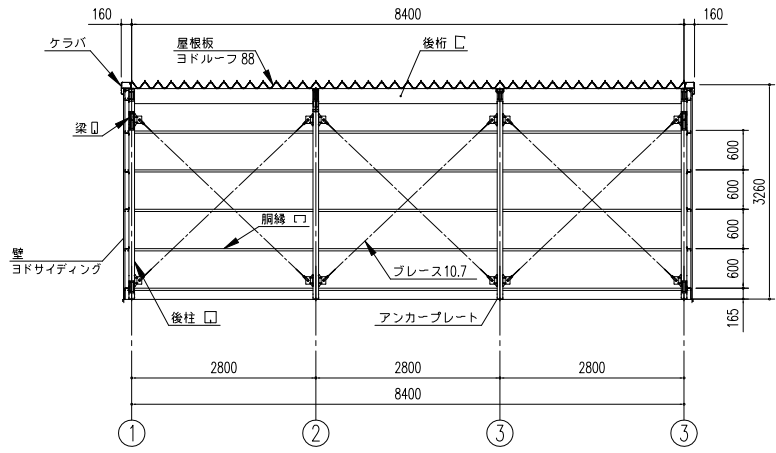 160
8400
160
ケラバ
屋根板
ヨドルーフ88
後桁
梁
600
600
600
600
3260
胴縁
壁
ヨドサイディング
ブレース10.7
後柱
アンカープレート
165
2800
2800
2800
8400
1
2
3
3